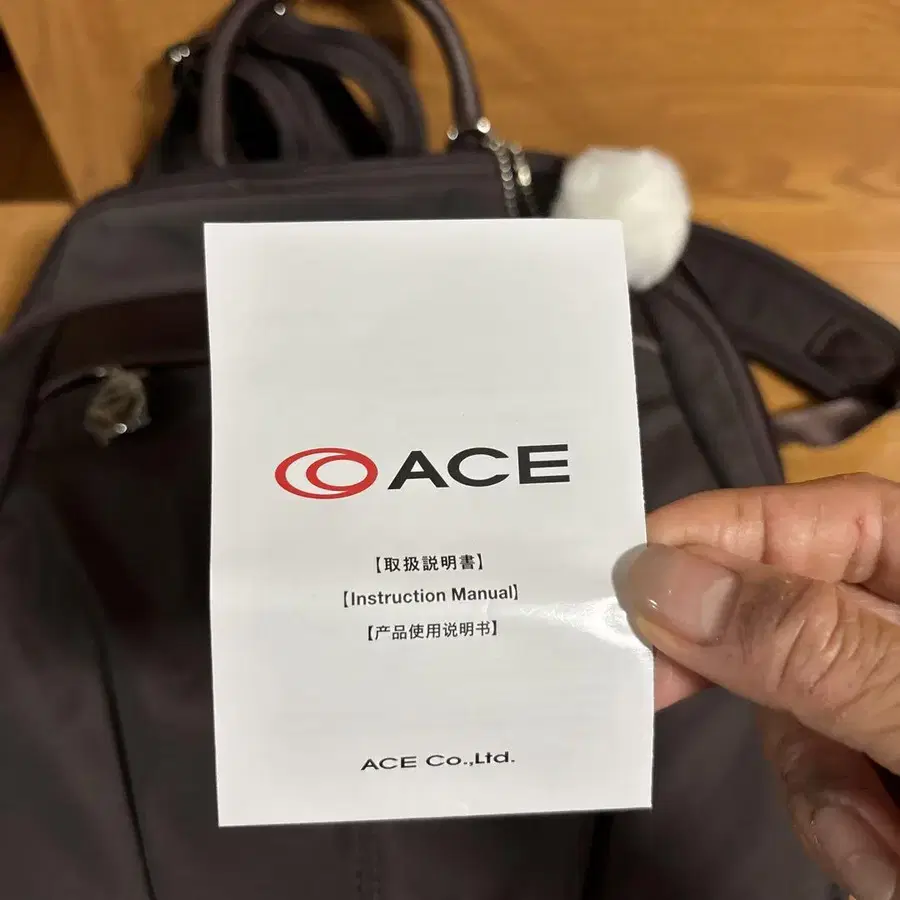 ACE
【取扱説明書】
【Instruction Manual】
【产品使用说明书】
ACE Co.,Ltd.